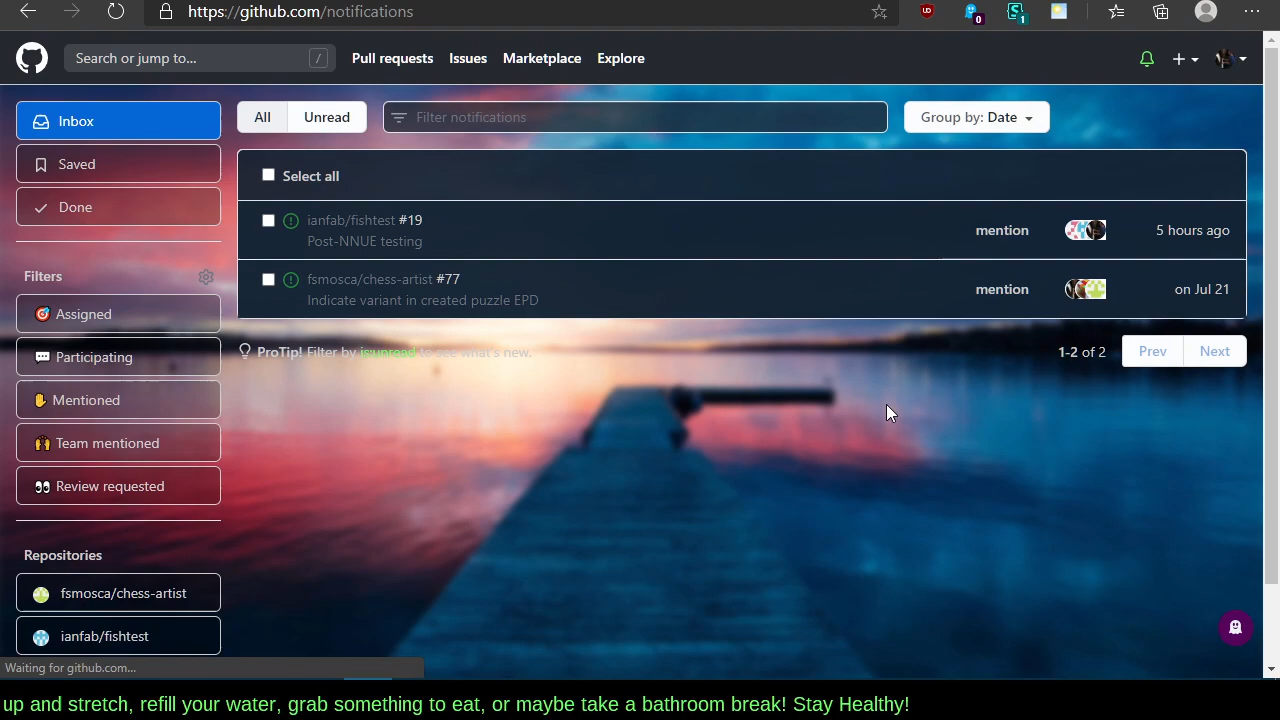 https://github.com/notifications
0
1
Search or jump to...
/
Pull requests
Issues
Marketplace
Explore
Inbox
Saved
Done
Filters
Assigned
Participating
Mentioned
Team mentioned
Review requested
Repositories
fsmosca/chess-artist
ianfab/fishtest
All
Unread
Filter notifications
Group by: Date
Select all
ianfab/fishtest #19
Post-NNUE testing
mention
5 hours ago
fsmosca/chess-artist #77
Indicate variant in created puzzle EPD
mention
on Jul 21
ProTip! Filter by is:unread to see what's new.
1-2 of 2
Prev
Next
Waiting for github.com...
up and stretch, refill your water, grab something to eat, or maybe take a bathroom break! Stay Healthy!